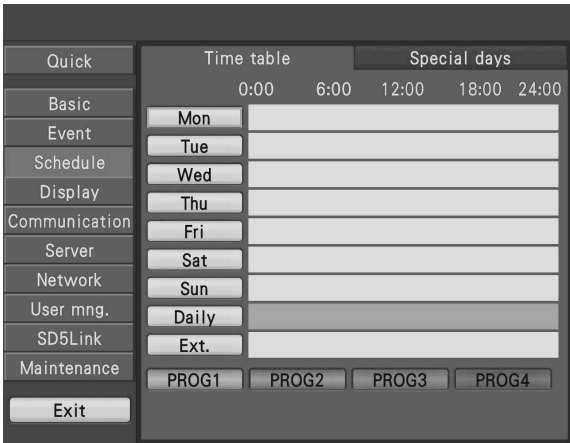 Quick
Basic
Event
Schedule
Display
Communication
Server
Network
User mng.
SD5Link
Maintenance
Exit
Time table Special days
0:00 6:00 12:00 18:00 24:00
Mon
Tue
Wed
Thu
Fri
Sat
Sun
Daily
Ext.
PROG1 PROG2 PROG3 PROG4